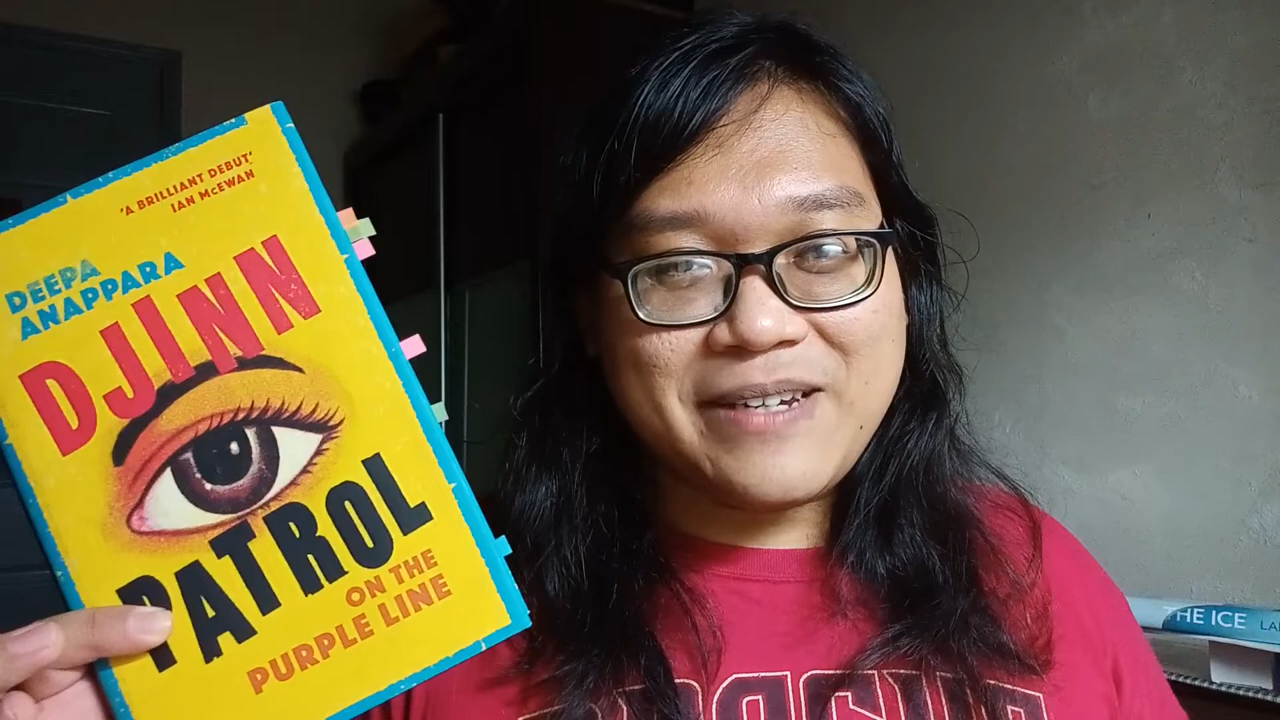 'A BRILLIANT DEBUT'
IAN McEWAN
DEEPA
ANAPPARA
DJINN
PATROL
ON THE
PURPLE LINE
THE ICE